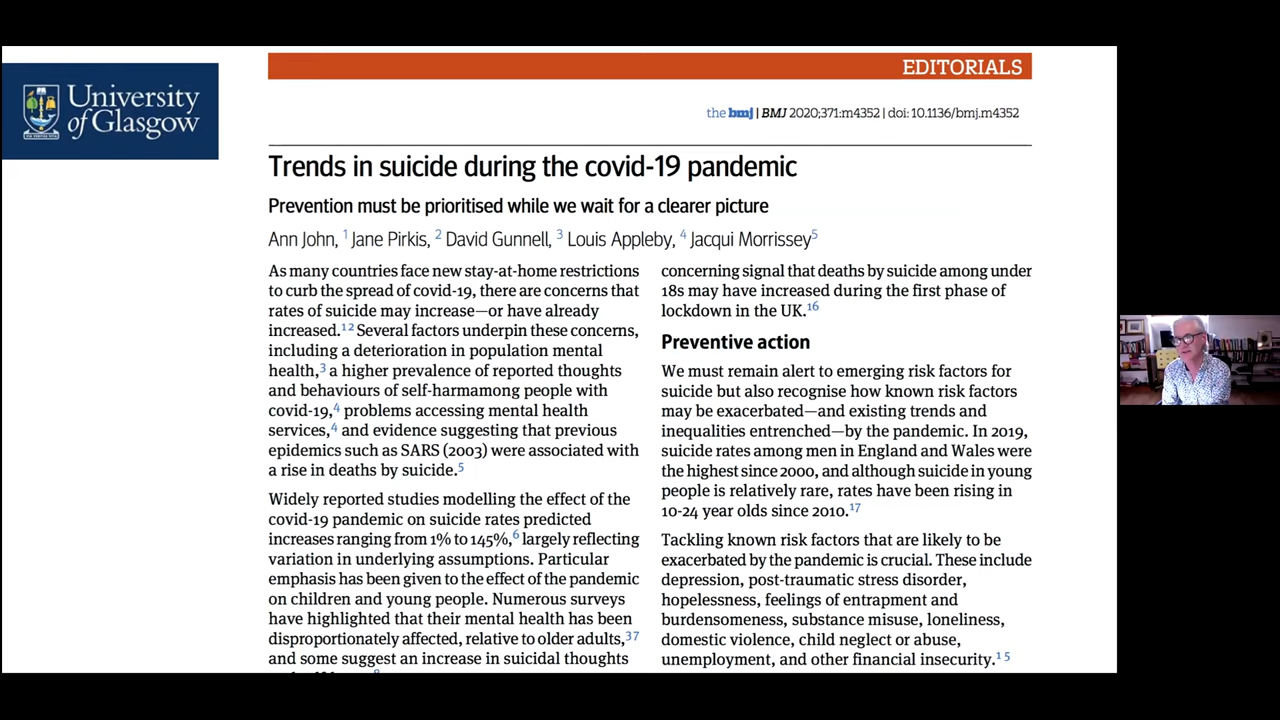 University
of Glasgow
EDITORIALS
the bmj | BMJ 2020;371:m4352 | doi: 10.1136/bmj.m4352
Trends in suicide during the covid-19 pandemic
Prevention must be prioritised while we wait for a clearer picture
Ann John, 1 Jane Pirkis, 2 David Gunnell, 3 Louis Appleby, 4 Jacqui Morrissey5
As many countries face new stay-at-home restrictions
to curb the spread of covid-19, there are concerns that
rates of suicide may increase—or have already
increased.1 2 Several factors underpin these concerns,
including a deterioration in population mental
health,3 a higher prevalence of reported thoughts
and behaviours of self-harmamong people with
covid-19,4 problems accessing mental health
services,4 and evidence suggesting that previous
epidemics such as SARS (2003) were associated with
a rise in deaths by suicide.5
Widely reported studies modelling the effect of the
covid-19 pandemic on suicide rates predicted
increases ranging from 1% to 145%,6 largely reflecting
variation in underlying assumptions. Particular
emphasis has been given to the effect of the pandemic
on children and young people. Numerous surveys
have highlighted that their mental health has been
disproportionately affected, relative to older adults,3 7
and some suggest an increase in suicidal thoughts
concerning signal that deaths by suicide among under
18s may have increased during the first phase of
lockdown in the UK.16
Preventive action
We must remain alert to emerging risk factors for
suicide but also recognise how known risk factors
may be exacerbated—and existing trends and
inequalities entrenched—by the pandemic. In 2019,
suicide rates among men in England and Wales were
the highest since 2000, and although suicide in young
people is relatively rare, rates have been rising in
10-24 year olds since 2010.17
Tackling known risk factors that are likely to be
exacerbated by the pandemic is crucial. These include
depression, post-traumatic stress disorder,
hopelessness, feelings of entrapment and
burdensomeness, substance misuse, loneliness,
domestic violence, child neglect or abuse,
unemployment, and other financial insecurity.1 5